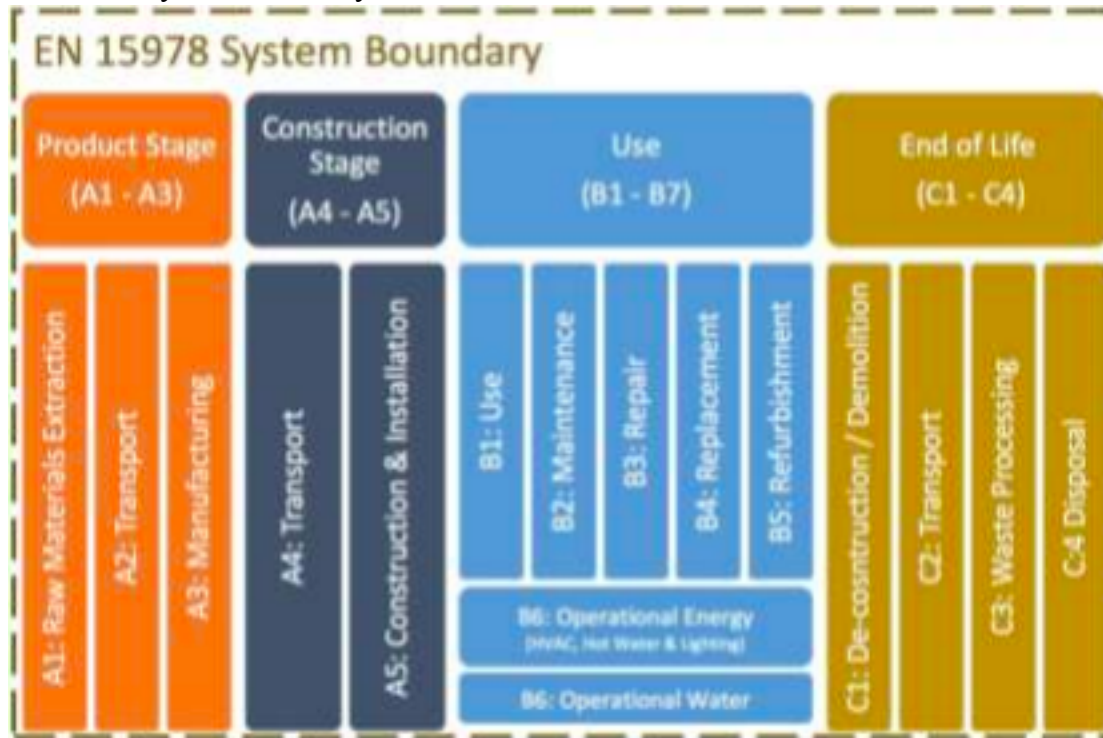 EN 15978 System Boundary
Product Stage
(A1 - A3)
Construction
Stage
(A4 - A5)
Use
(B1 - B7)
End of Life
(C1 - C4)
A1: Raw Materials Extraction
A2: Transport
A3: Manufacturing
A4: Transport
A5: Construction & Installation
B1: Use
B2: Maintenance
B3: Repair
B4: Replacement
B5: Refurbishment
B6: Operational Energy
(HVAC, Hot Water & Lighting)
B6: Operational Water
C1: De-cosntruction / Demolition
C2: Transport
C3: Waste Processing
C:4 Disposal